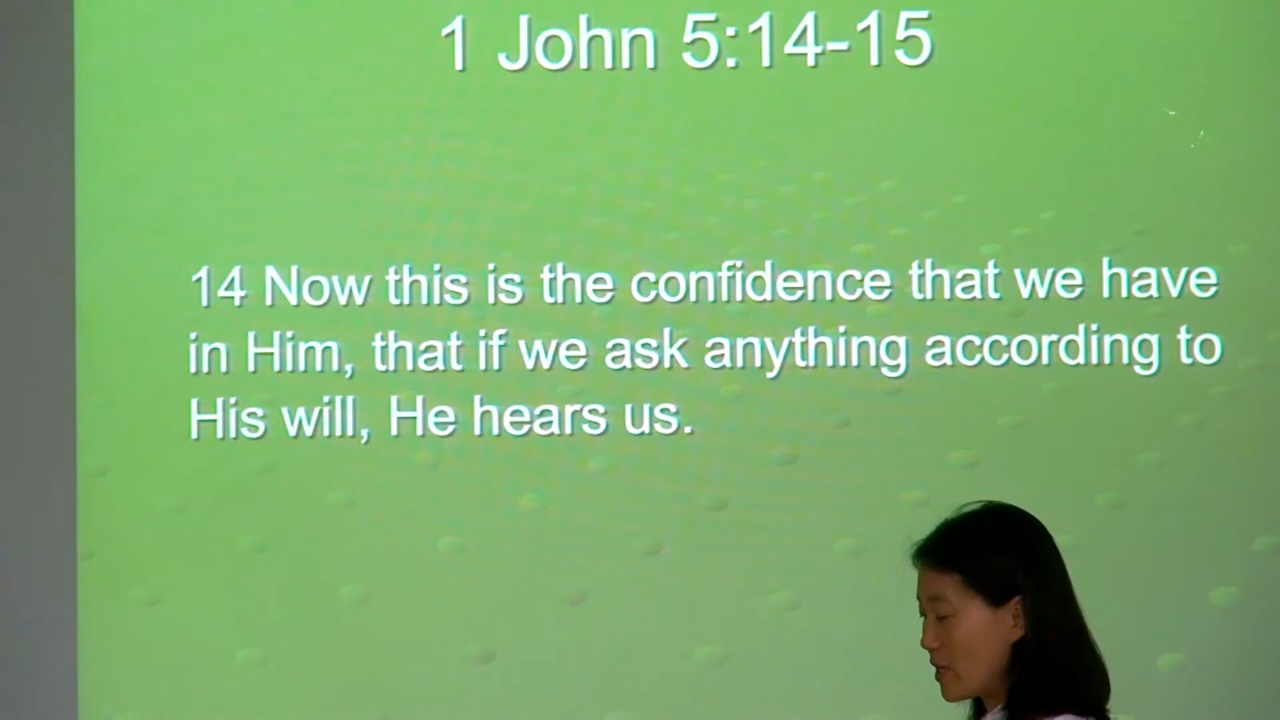 1 John 5:14-15
14 Now this is the confidence that we have
in Him, that if we ask anything according to
His will, He hears us.